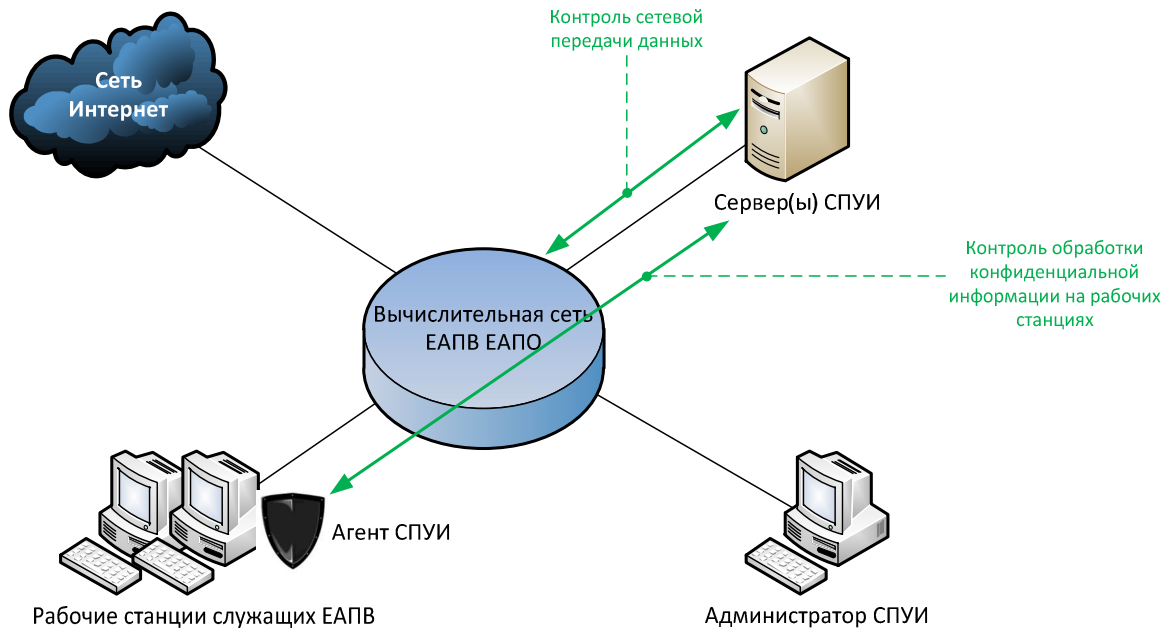 Контроль сетевой
передачи данных
Сеть
Интернет
Сервер(ы) СПУИ
Контроль обработки
конфиденциальной
информации на рабочих
станциях
Вычислительная сеть
ЕАПВ ЕАПО
Агент СПУИ
Рабочие станции служащих ЕАПВ
Администратор СПУИ